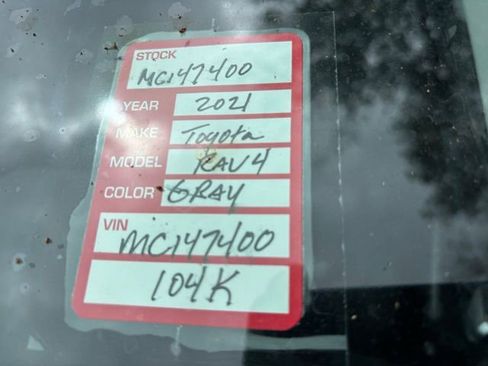 STOCK
MC147400
YEAR 2021
MAKE Toyota
MODEL RAV4
COLOR GRAY
VIN
MC147400
104K